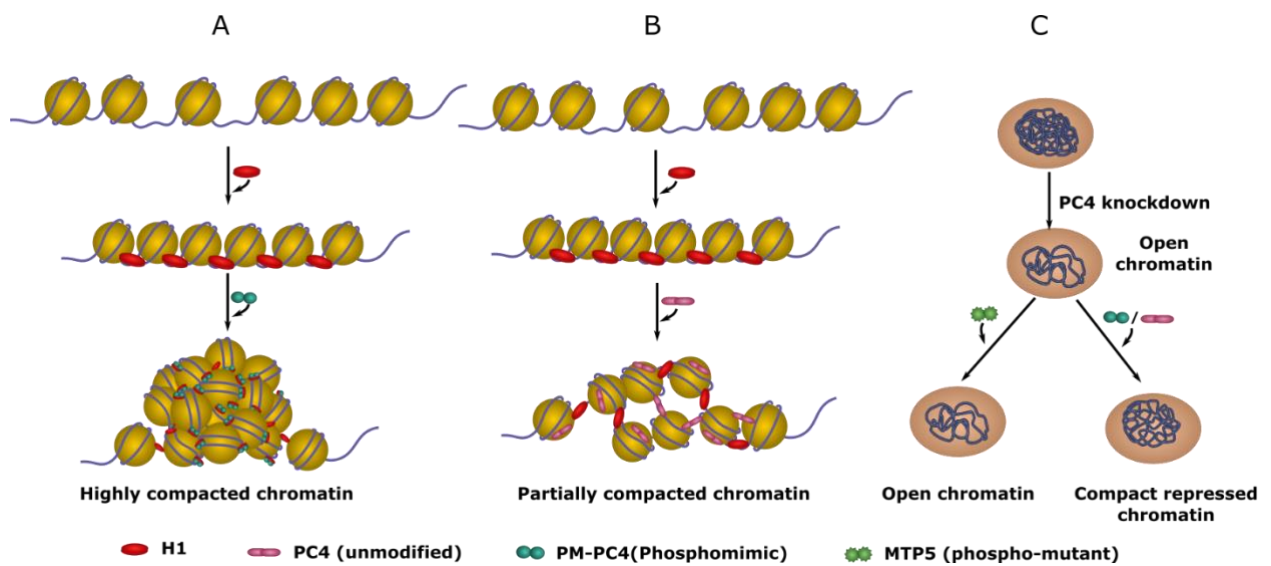 A
B
C
PC4 knockdown
Open
chromatin
/
Highly compacted chromatin
Partially compacted chromatin
Open chromatin
Compact repressed
chromatin
H1
PC4 (unmodified)
PM-PC4(Phosphomimic)
MTP5 (phospho-mutant)